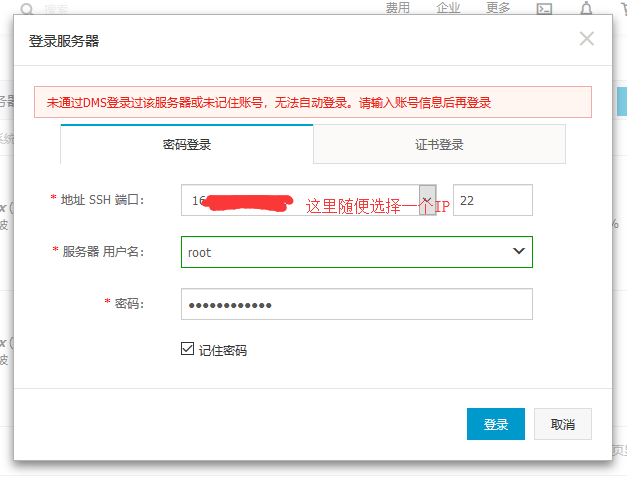 搜索
费用 企业 更多
登录服务器
未通过DMS登录过该服务器或未记住账号，无法自动登录。请输入账号信息后再登录
密码登录 证书登录
* 地址 SSH 端口： 16 这里随便选择一个IP 22
* 服务器 用户名： root
* 密码： ●●●●●●●●●●●●
记住密码
登录 取消